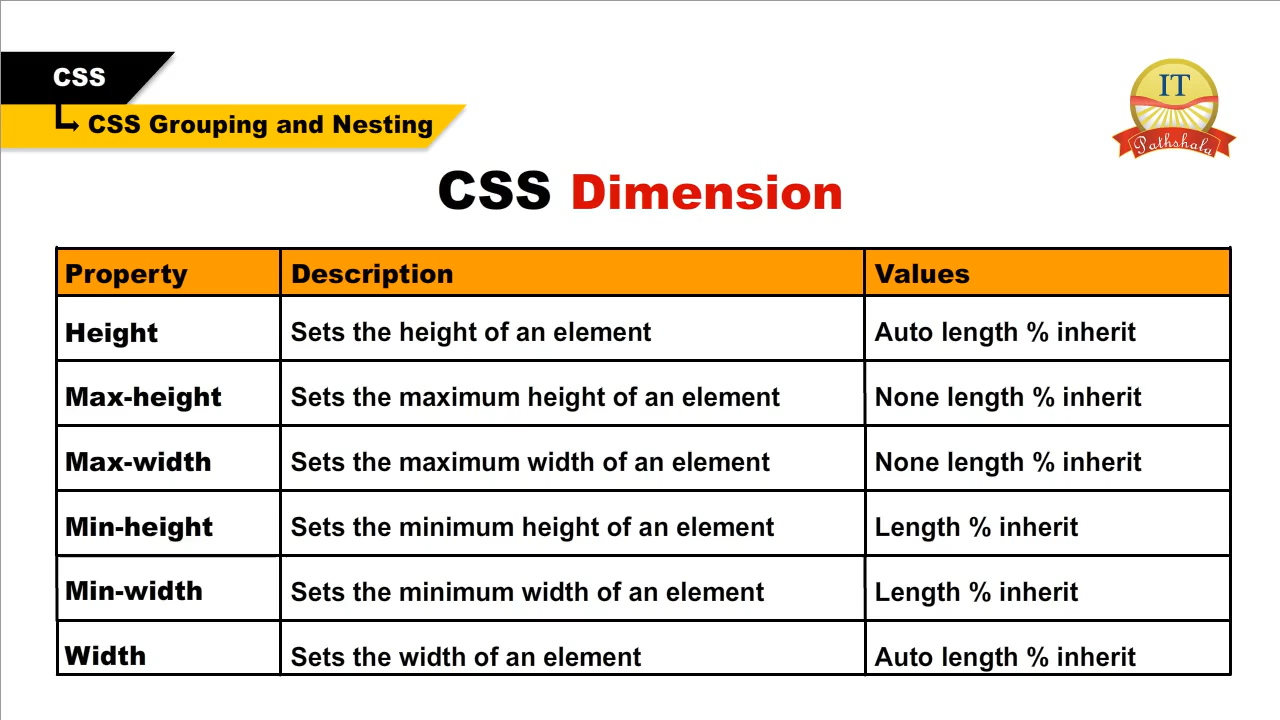 CSS
CSS Grouping and Nesting
IT
Pathshala
CSS Dimension
Property Description Values
Height Sets the height of an element Auto length % inherit
Max-height Sets the maximum height of an element None length % inherit
Max-width Sets the maximum width of an element None length % inherit
Min-height Sets the minimum height of an element Length % inherit
Min-width Sets the minimum width of an element Length % inherit
Width Sets the width of an element Auto length % inherit